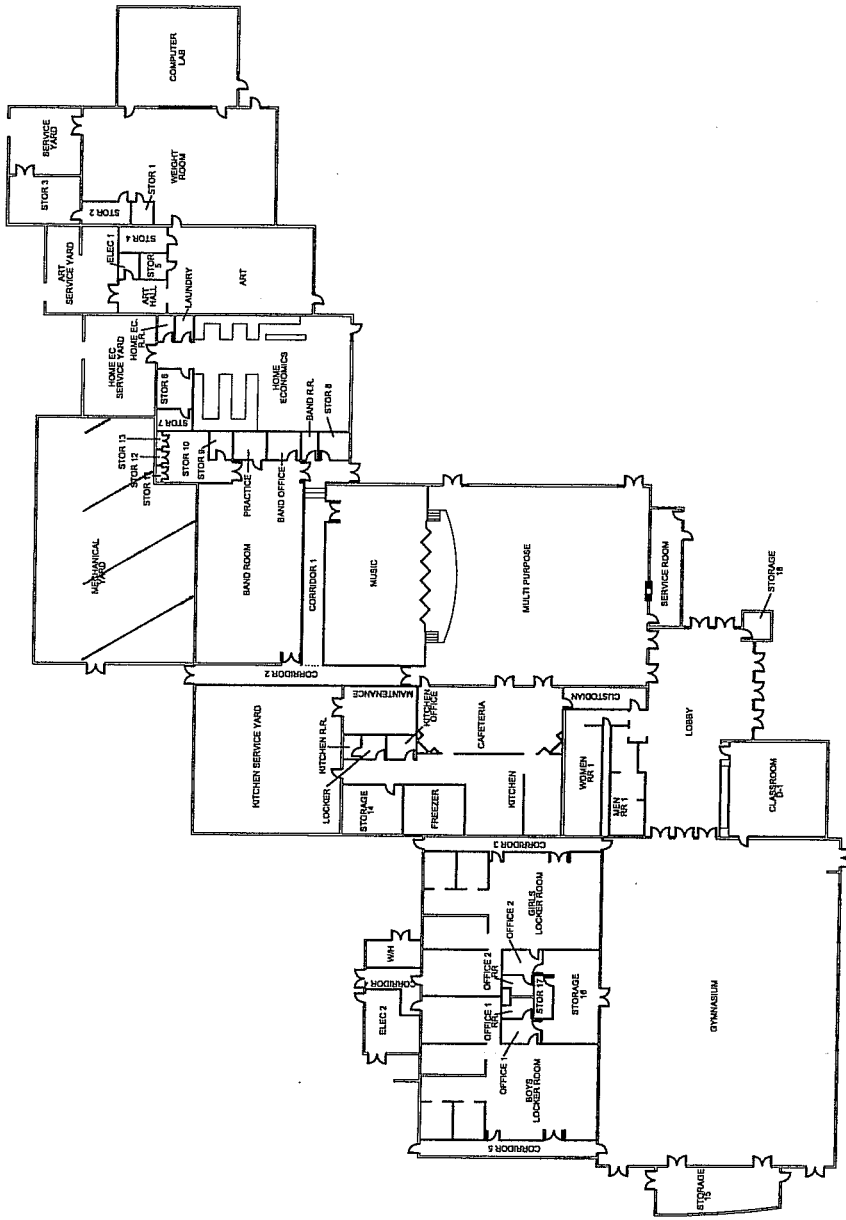 COMPUTER
LAB
SERVICE
YARD
STOR 3
WEIGHT
ROOM
STOR 2
STOR 1
ART
SERVICE YARD
ELEC 1
STOR 4
STOR
5
ART
HALL
LAUNDRY
ART
HOME EC
SERVICE YARD
HOME EC.
R.R.
STOR 6
STOR 7
HOME
ECONOMICS
STOR 13
STOR 12
STOR 11
STOR 10
STOR 9
PRACTICE
BAND OFFICE
BAND R.R.
STOR 8
MECHANICAL
YARD
BAND ROOM
CORRIDOR 1
MUSIC
MULTI PURPOSE
SERVICE ROOM
STORAGE
18
CORRIDOR 2
KITCHEN SERVICE YARD
KITCHEN R.R.
LOCKER
MAINTENANCE
KITCHEN
OFFICE
CAFETERIA
CUSTODIAN
STORAGE
14
FREEZER
KITCHEN
WOMEN
RR 1
MEN
RR 1
LOBBY
CLASSROOM
D-1
CORRIDOR 3
W/H
CORRIDOR 4
ELEC 2
GIRLS
LOCKER ROOM
OFFICE 2
OFFICE 2
RR
OFFICE 1
RR
STOR 17
STORAGE
16
OFFICE 1
BOYS
LOCKER ROOM
CORRIDOR 5
GYMNASIUM
STORAGE
15